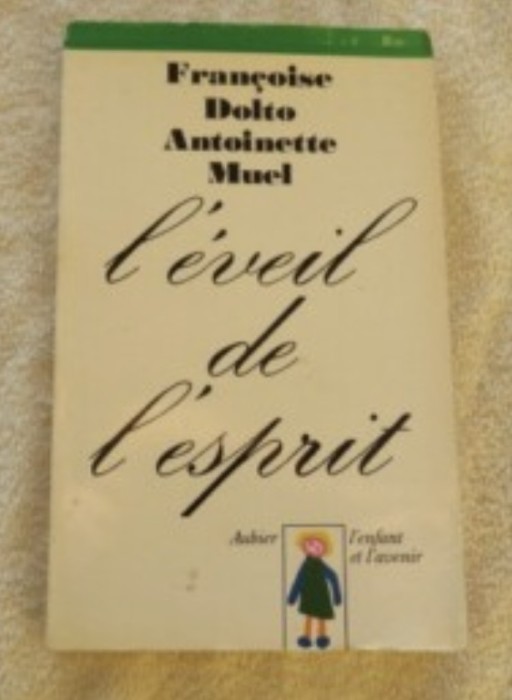 Françoise
Dolto
Antoinette
Muel
l'éveil
de
l'esprit
Aubier
l'enfant
et l'avenir